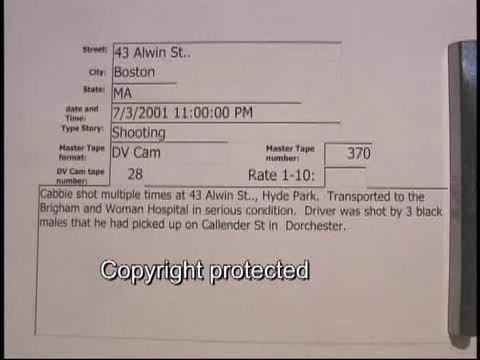 Street: 43 Alwin St..
City: Boston
State: MA
date and Time: 7/3/2001 11:00:00 PM
Type Story: Shooting
Master Tape format: DV Cam Master Tape number: 370
DV Cam tape number: 28 Rate 1-10:
Cabbie shot multiple times at 43 Alwin St.., Hyde Park. Transported to the
Brigham and Woman Hospital in serious condition. Driver was shot by 3 black
males that he had picked up on Callender St in Dorchester.
Copyright protected